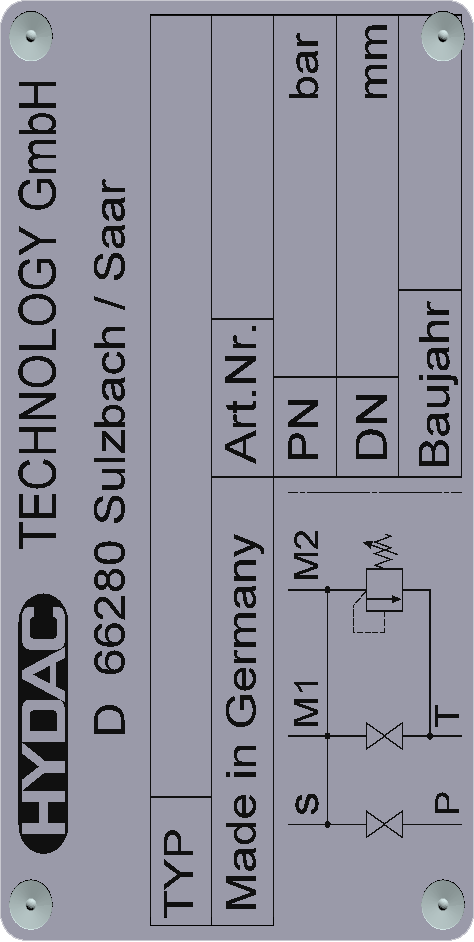 HYDAC TECHNOLOGY GmbH
D 66280 Sulzbach / Saar
TYP
Made in Germany Art.Nr.
PN bar
DN mm
Baujahr
S M1 M2
P T